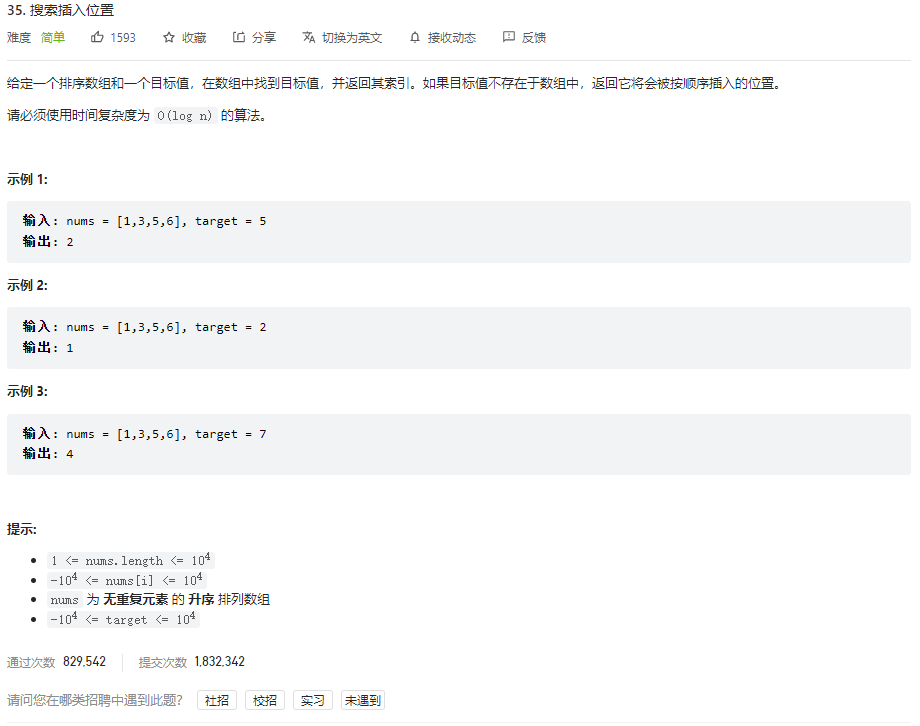 35. 搜索插入位置
难度 简单 1593 收藏 分享 切换为英文 接收动态 反馈
给定一个排序数组和一个目标值，在数组中找到目标值，并返回其索引。如果目标值不存在于数组中，返回它将会被按顺序插入的位置。
请必须使用时间复杂度为 O(log n) 的算法。
示例 1:
输入: nums = [1,3,5,6], target = 5
输出: 2
示例 2:
输入: nums = [1,3,5,6], target = 2
输出: 1
示例 3:
输入: nums = [1,3,5,6], target = 7
输出: 4
提示:
• 1 <= nums.length <= 10⁴
• -10⁴ <= nums[i] <= 10⁴
• nums 为 无重复元素 的 升序 排列数组
• -10⁴ <= target <= 10⁴
通过次数 829,542 提交次数 1,832,342
请问您在哪类招聘中遇到此题？ 社招 校招 实习 未遇到